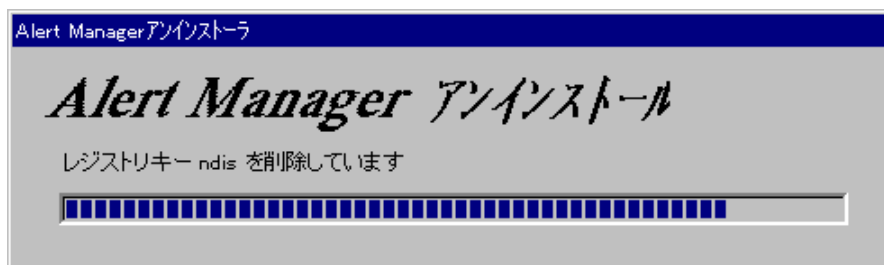 Alert Managerアンインストーラ
Alert Manager アンインストール
レジストリキー ndis を削除しています